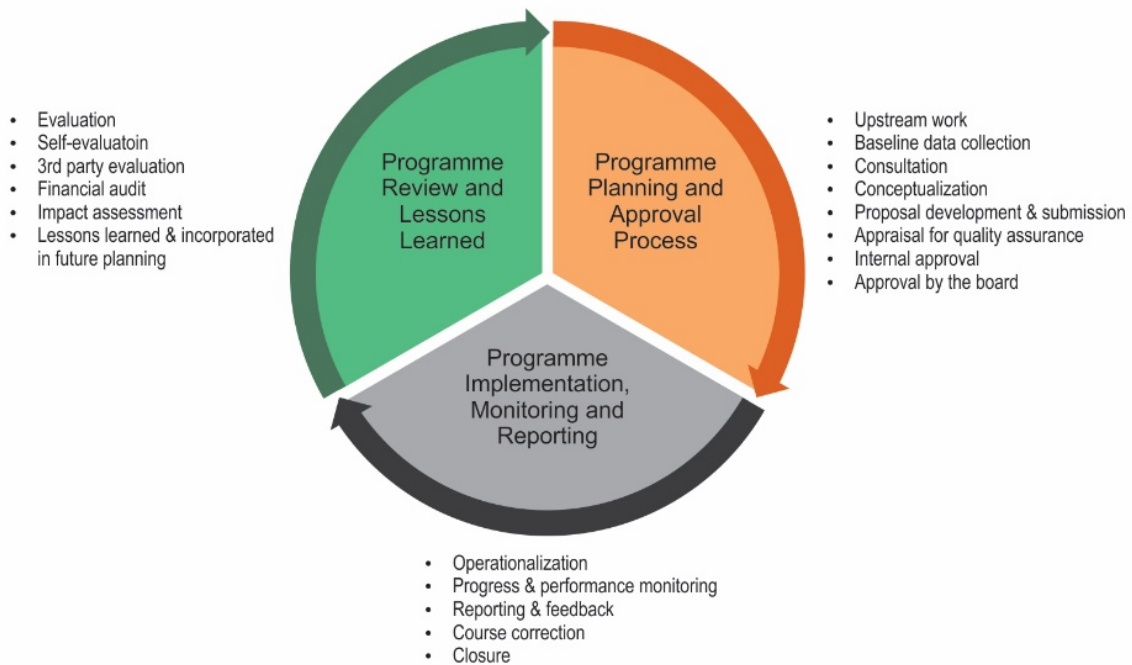 Programme
Review and
Lessons
Learned
• Evaluation
• Self-evaluatoin
• 3rd party evaluation
• Financial audit
• Impact assessment
• Lessons learned & incorporated
in future planning
Programme
Planning and
Approval
Process
• Upstream work
• Baseline data collection
• Consultation
• Conceptualization
• Proposal development & submission
• Appraisal for quality assurance
• Internal approval
• Approval by the board
Programme
Implementation,
Monitoring and
Reporting
• Operationalization
• Progress & performance monitoring
• Reporting & feedback
• Course correction
• Closure